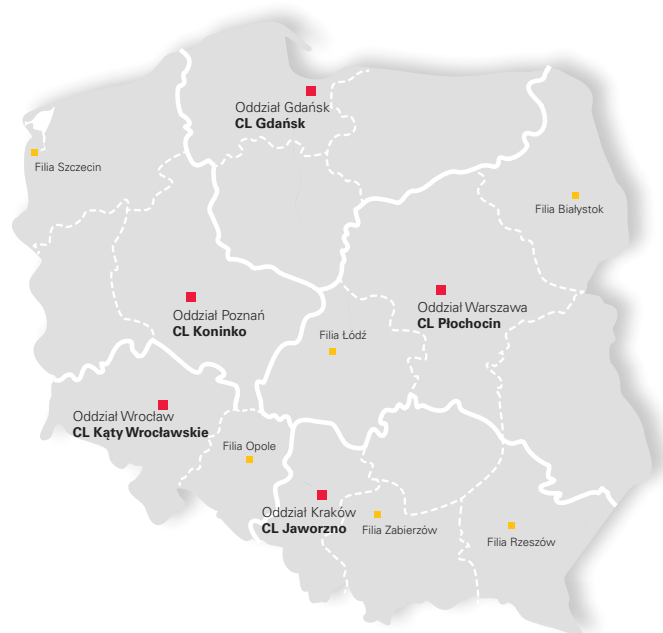 Oddział Gdańsk
CL Gdańsk
Filia Szczecin
Filia Białystok
Oddział Poznań
CL Koninko
Oddział Warszawa
CL Płochocin
Filia Łódź
Oddział Wrocław
CL Kąty Wrocławskie
Filia Opole
Oddział Kraków
CL Jaworzno
Filia Zabierzów
Filia Rzeszów